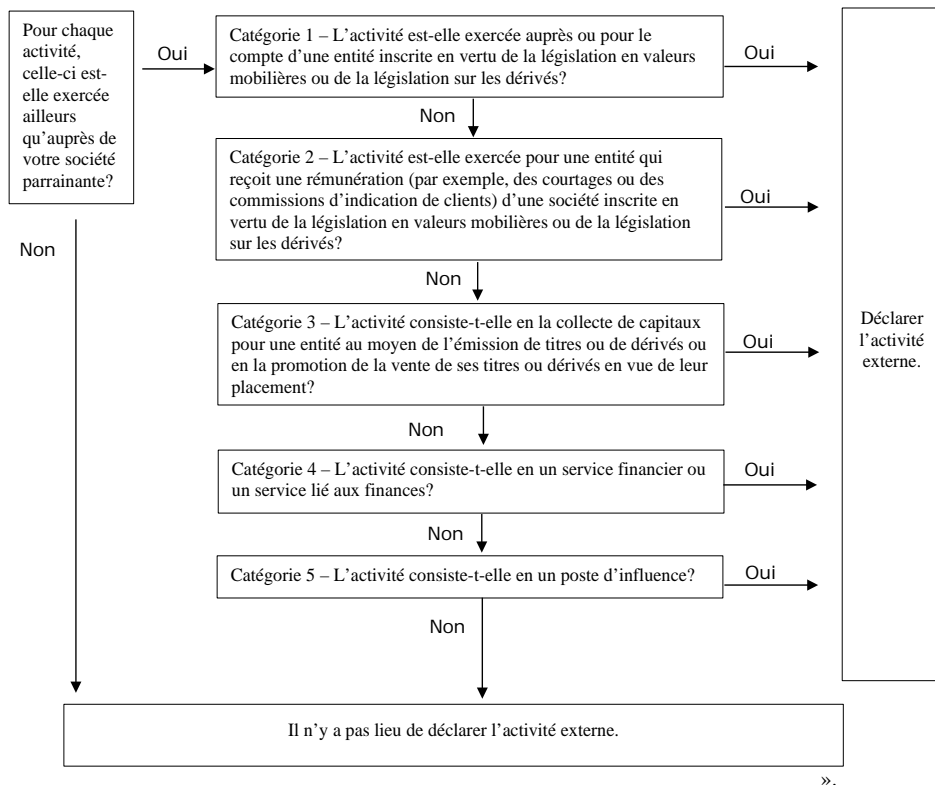 Pour chaque
activité,
celle-ci est-
elle exercée
ailleurs
qu’auprès de
votre société
parrainante?
Oui
Catégorie 1 – L’activité est-elle exercée auprès ou pour le
compte d’une entité inscrite en vertu de la législation en valeurs
mobilières ou de la législation sur les dérivés?
Oui
Non
Catégorie 2 – L’activité est-elle exercée pour une entité qui
reçoit une rémunération (par exemple, des courtages ou des
commissions d’indication de clients) d’une société inscrite en
vertu de la législation en valeurs mobilières ou de la législation
sur les dérivés?
Oui
Non
Non
Catégorie 3 – L’activité consiste-t-elle en la collecte de capitaux
pour une entité au moyen de l’émission de titres ou de dérivés ou
en la promotion de la vente de ses titres ou dérivés en vue de leur
placement?
Oui
Non
Catégorie 4 – L’activité consiste-t-elle en un service financier ou
un service lié aux finances?
Oui
Non
Catégorie 5 – L’activité consiste-t-elle en un poste d’influence?
Oui
Non
Déclarer
l’activité
externe.
Il n’y a pas lieu de déclarer l’activité externe.
».